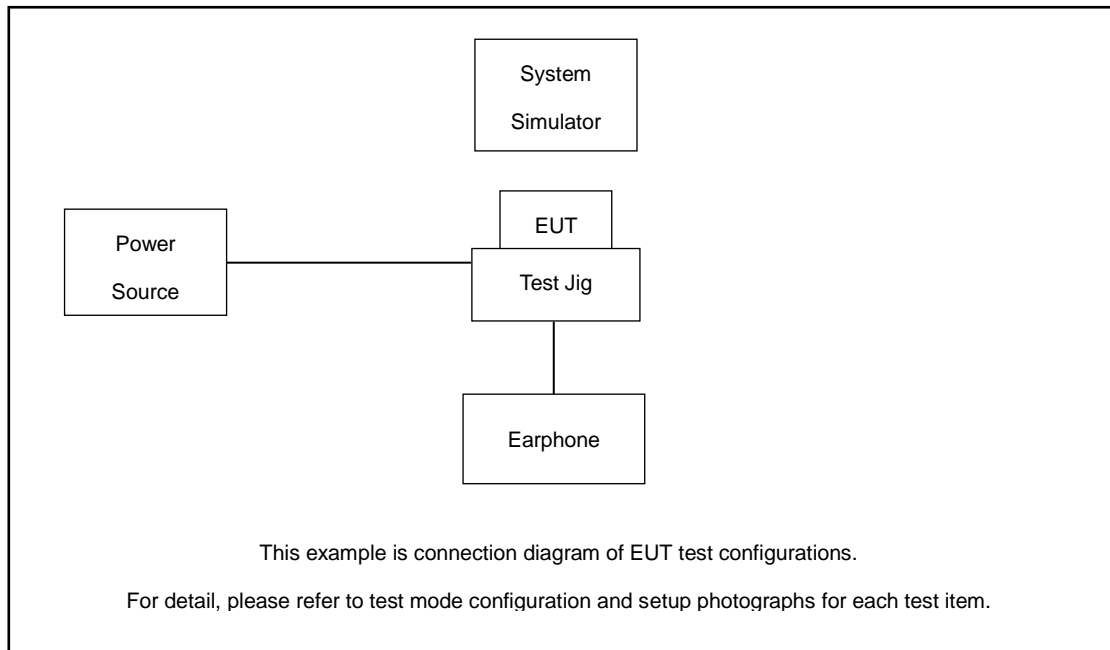 System
Simulator
EUT
Power
Source
Test Jig
Earphone
This example is connection diagram of EUT test configurations.
For detail, please refer to test mode configuration and setup photographs for each test item.